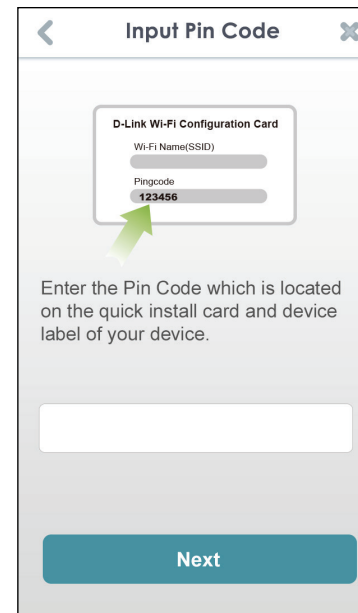 Input Pin Code
D-Link Wi-Fi Configuration Card
Wi-Fi Name(SSID)
Pingcode
123456
Enter the Pin Code which is located
on the quick install card and device
label of your device.
Next